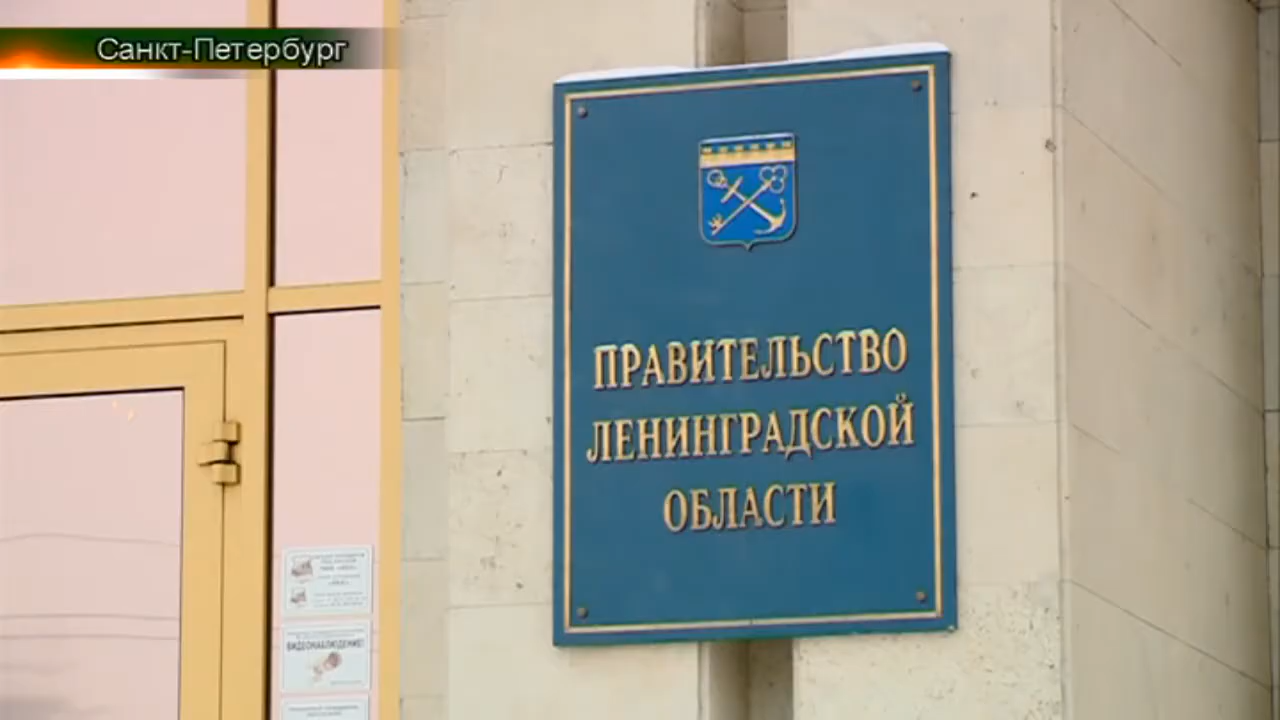 Санкт-Петербург
ПРАВИТЕЛЬСТВО
ЛЕНИНГРАДСКОЙ
ОБЛАСТИ
ВИДЕОНАБЛЮДЕНИЕ!